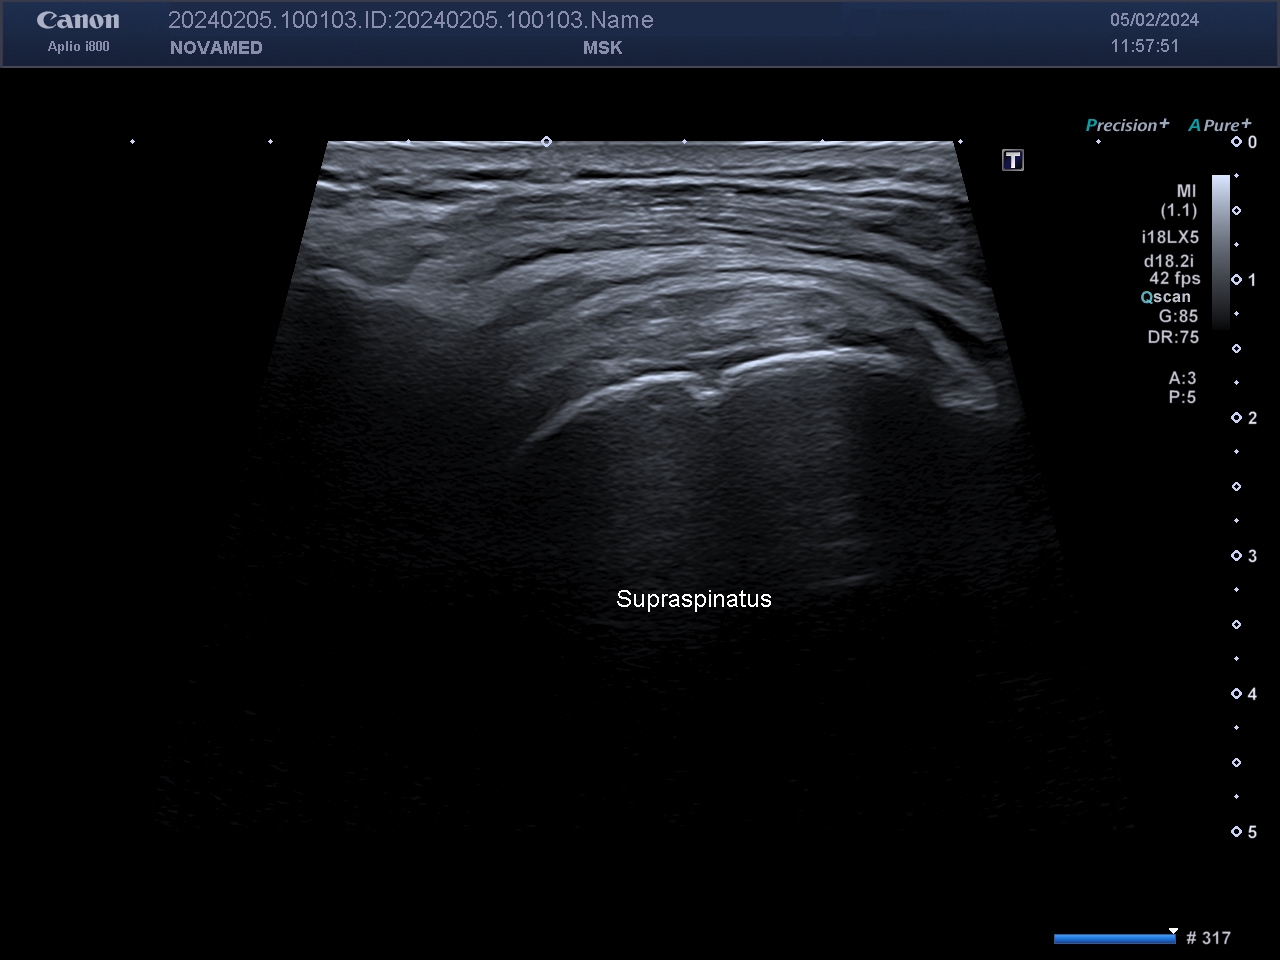 Canon
Aplio i800
20240205.100103.ID:20240205.100103.Name
NOVAMED
MSK
05/02/2024
11:57:51
Precision+ APure+
T
0
MI
(1.1)
i18LX5
d18.2i
42 fps
Qscan
G:85
DR:75
A:3
P:5
1
2
3
4
5
Supraspinatus
# 317